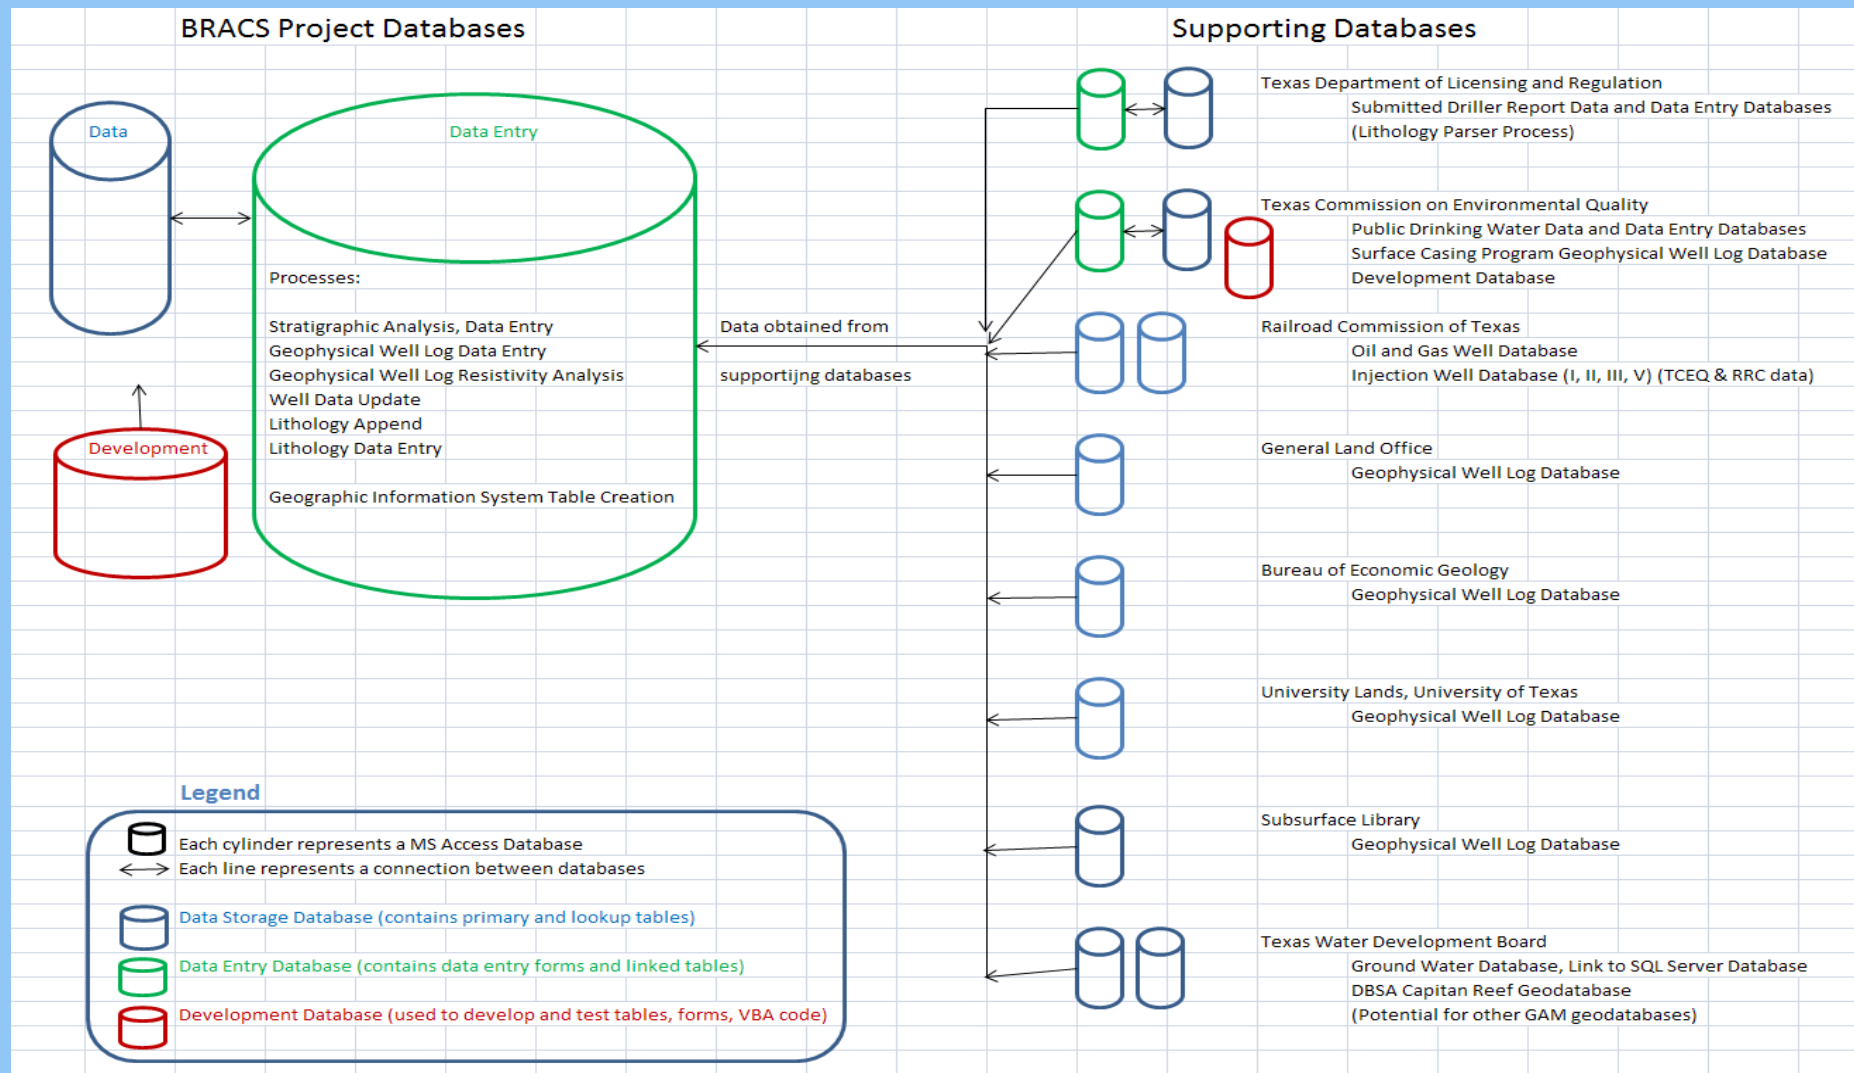 BRACS Project Databases
Data
Data Entry
Processes:
Stratigraphic Analysis, Data Entry
Geophysical Well Log Data Entry
Geophysical Well Log Resistivity Analysis
Well Data Update
Lithology Append
Lithology Data Entry
Geographic Information System Table Creation
Development
Data obtained from
supportijng databases
Supporting Databases
Texas Department of Licensing and Regulation
Submitted Driller Report Data and Data Entry Databases
(Lithology Parser Process)
Texas Commission on Environmental Quality
Public Drinking Water Data and Data Entry Databases
Surface Casing Program Geophysical Well Log Database
Development Database
Railroad Commission of Texas
Oil and Gas Well Database
Injection Well Database (I, II, III, V) (TCEQ & RRC data)
General Land Office
Geophysical Well Log Database
Bureau of Economic Geology
Geophysical Well Log Database
University Lands, University of Texas
Geophysical Well Log Database
Subsurface Library
Geophysical Well Log Database
Texas Water Development Board
Ground Water Database, Link to SQL Server Database
DBSA Capitan Reef Geodatabase
(Potential for other GAM geodatabases)
Legend
Each cylinder represents a MS Access Database
Each line represents a connection between databases
Data Storage Database (contains primary and lookup tables)
Data Entry Database (contains data entry forms and linked tables)
Development Database (used to develop and test tables, forms, VBA code)